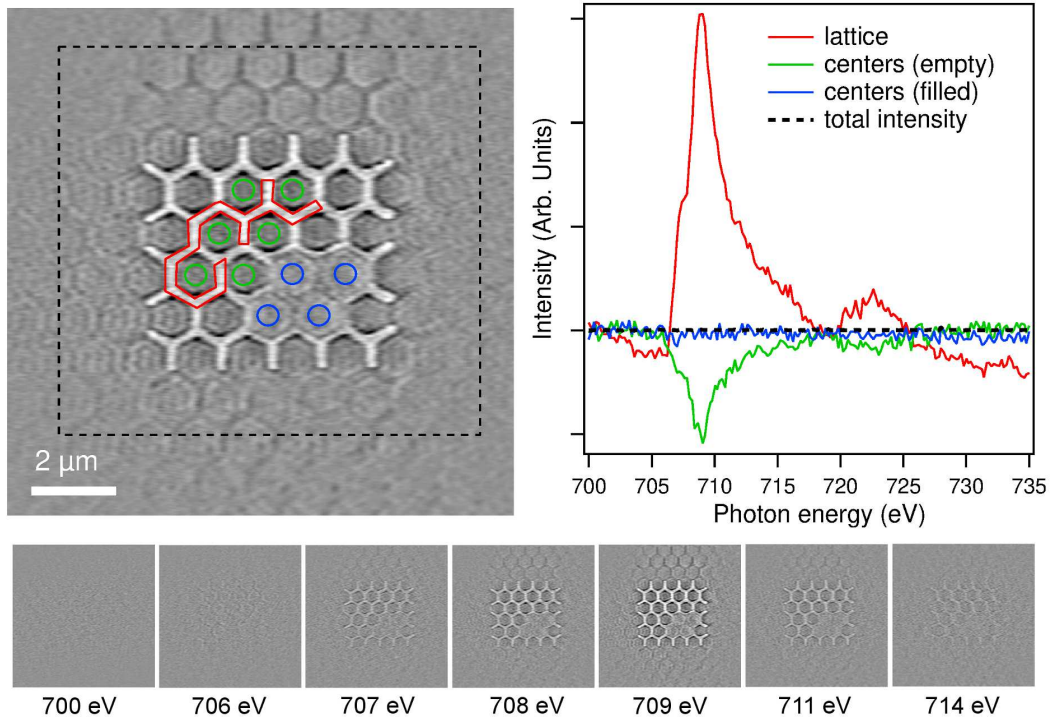 2 µm
Intensity (Arb. Units)
lattice
centers (empty)
centers (filled)
total intensity
700 705 710 715 720 725 730 735
Photon energy (eV)
700 eV 706 eV 707 eV 708 eV 709 eV 711 eV 714 eV